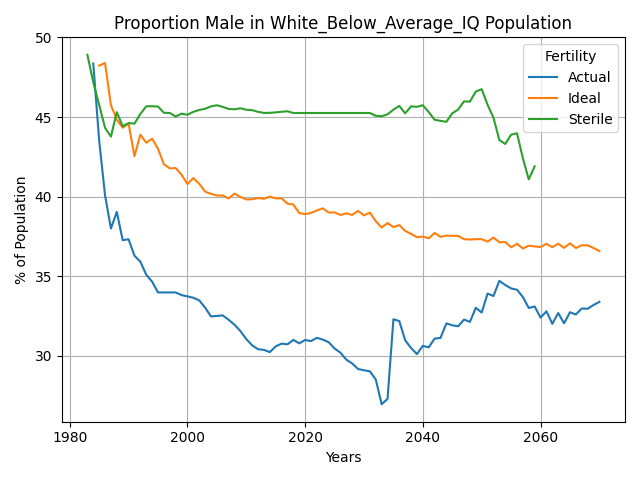 Proportion Male in White_Below_Average_IQ Population
Fertility
Actual
Ideal
Sterile
% of Population
50
45
40
35
30
1980
2000
2020
2040
2060
Years